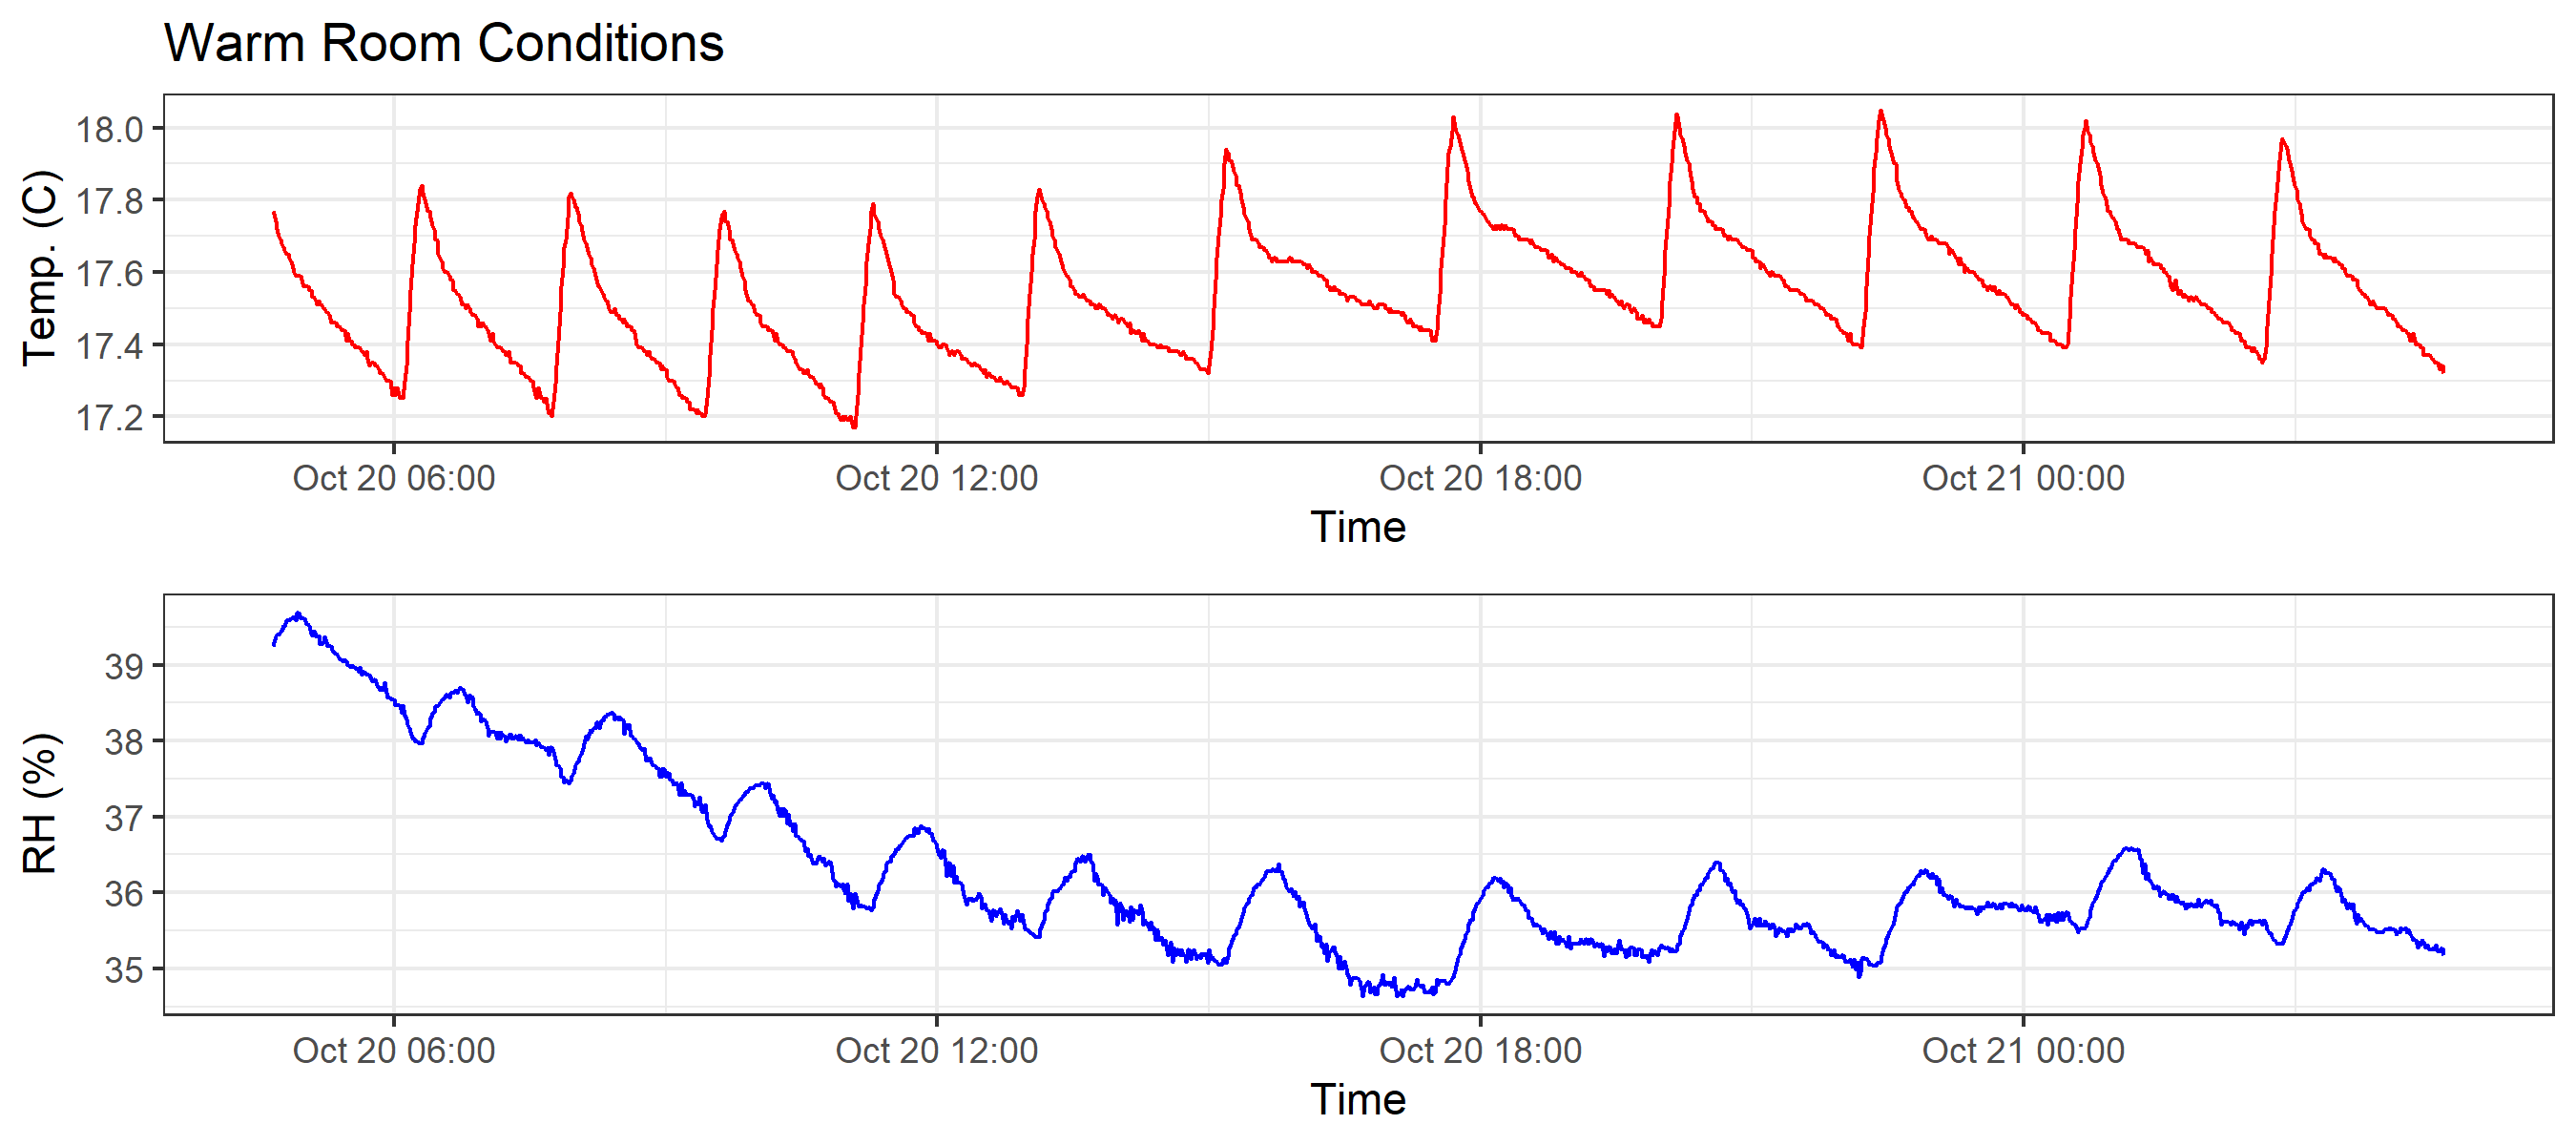 Warm Room Conditions
Temp. (C)
18.0
17.8
17.6
17.4
17.2
Oct 20 06:00 Oct 20 12:00 Oct 20 18:00 Oct 21 00:00
Time
RH (%)
39
38
37
36
35
Oct 20 06:00 Oct 20 12:00 Oct 20 18:00 Oct 21 00:00
Time